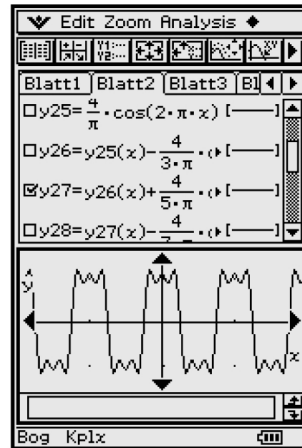 Edit Zoom Analysis
Blatt1 Blatt2 Blatt3 Bl
y25=4/π·cos(2·π·x)
y26=y25(x)-4/(3·π)·(
y27=y26(x)+4/(5·π)·(
y28=y27(x)-4
y
x
Bog Kplx